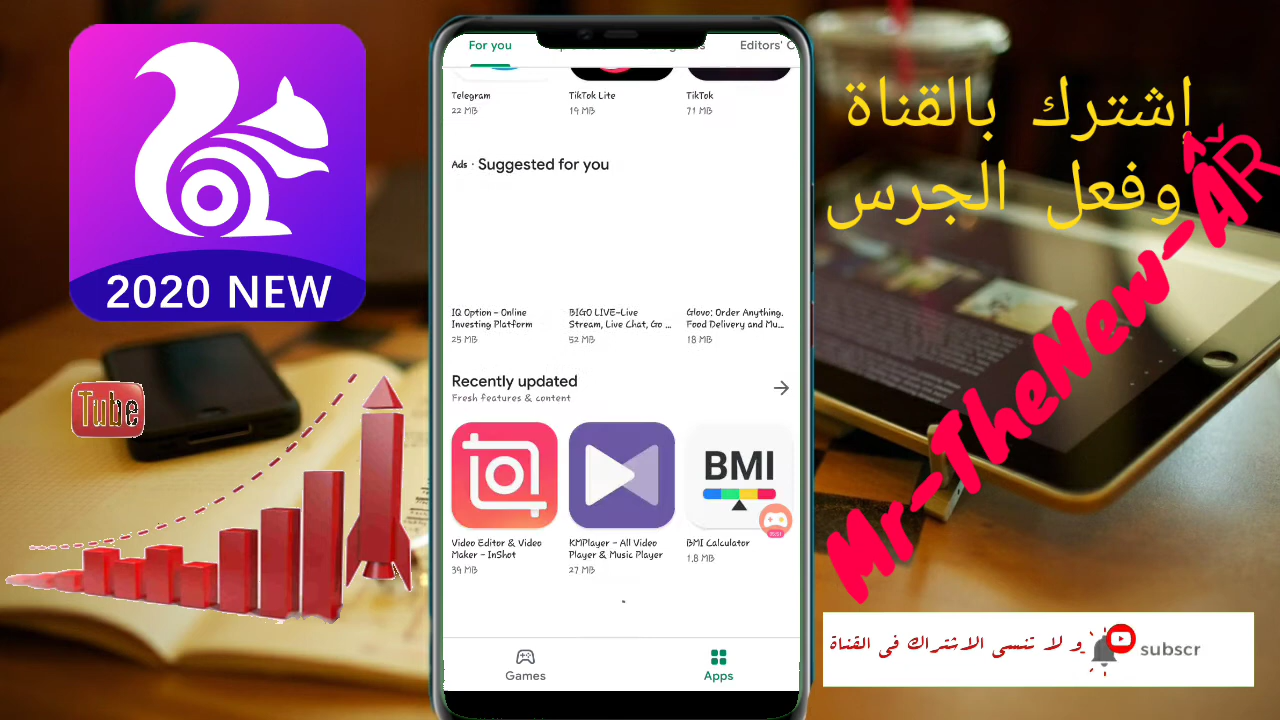 2020 NEW
Tube
For you
Editors' C
Telegram
22 MB
TikTok Lite
19 MB
TikTok
71 MB
Ads · Suggested for you
IQ Option – Online
Investing Platform
25 MB
BIGO LIVE–Live
Stream, Live Chat, Go ...
52 MB
Glovo: Order Anything.
Food Delivery and Mu...
18 MB
Recently updated
Fresh features & content
BMI
Video Editor & Video
Maker – InShot
39 MB
KMPlayer – All Video
Player & Music Player
27 MB
BMI Calculator
1.8 MB
Games
Apps
إشترك بالقناة
وفعل الجرس
Mr-TheNew-ÂŘ
و لا تنسى الاشتراك فى القناة
subscr